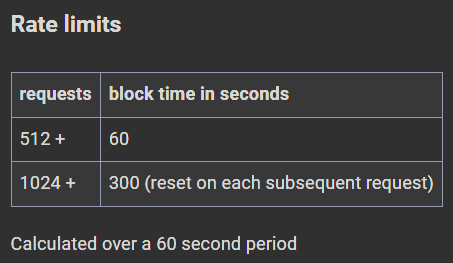 Rate limits
requests block time in seconds
512 + 60
1024 + 300 (reset on each subsequent request)
Calculated over a 60 second period